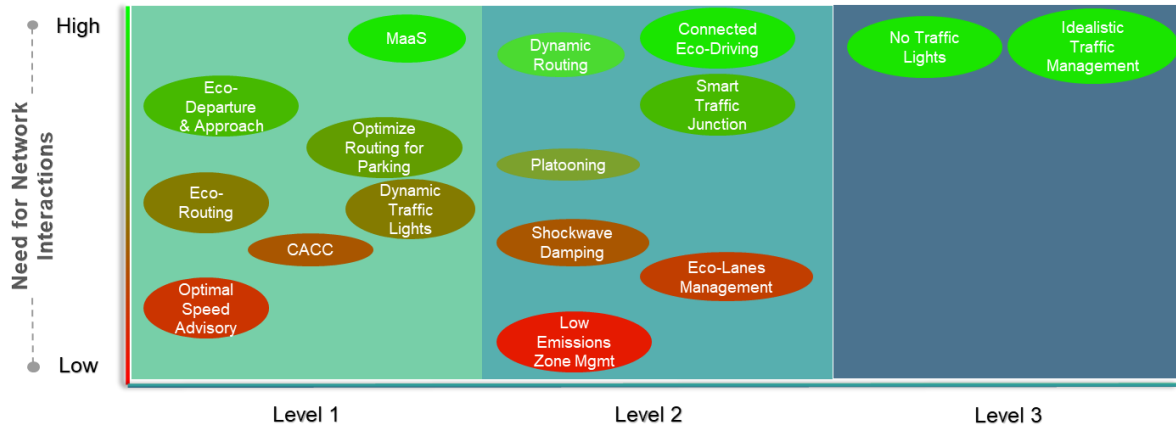 High
Need for Network
Interactions
Low
MaaS
Eco-
Departure
& Approach
Optimize
Routing for
Parking
Eco-
Routing
Dynamic
Traffic
Lights
CACC
Optimal
Speed
Advisory
Dynamic
Routing
Connected
Eco-Driving
Smart
Traffic
Junction
Platooning
Shockwave
Damping
Eco-Lanes
Management
Low
Emissions
Zone Mgmt
No Traffic
Lights
Idealistic
Traffic
Management
Level 1
Level 2
Level 3